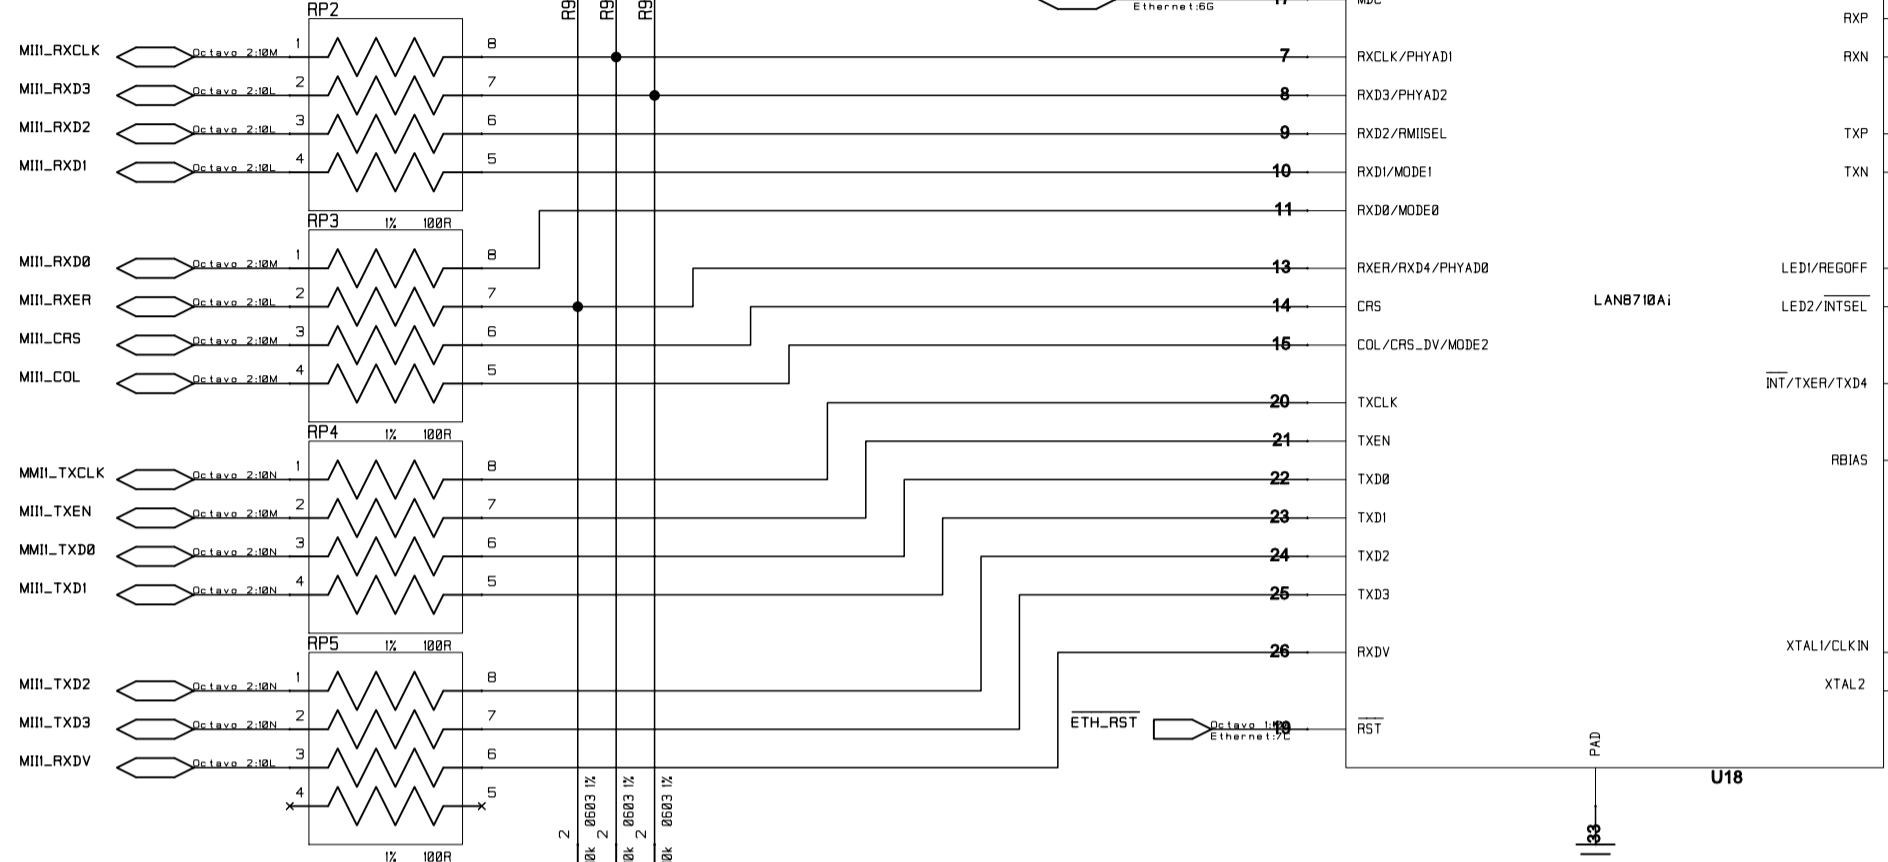 RP2
MII1_RXCLK Octavo 2:10M 1 8
MII1_RXD3 Octavo 2:10L 2 7
MII1_RXD2 Octavo 2:10L 3 6
MII1_RXD1 Octavo 2:10L 4 5
RP3 1% 100R
MII1_RXD0 Octavo 2:10M 1 8
MII1_RXER Octavo 2:10L 2 7
MII1_CRS Octavo 2:10M 3 6
MII1_COL Octavo 2:10M 4 5
RP4 1% 100R
MMI1_TXCLK Octavo 2:10N 1 8
MII1_TXEN Octavo 2:10M 2 7
MMI1_TXD0 Octavo 2:10N 3 6
MII1_TXD1 Octavo 2:10N 4 5
RP5 1% 100R
MII1_TXD2 Octavo 2:10N 1 8
MII1_TXD3 Octavo 2:10N 2 7
MII1_RXDV Octavo 2:10L 3 6
4 5
1% 100R
R9
R9
R9
2 0603 1%
2 0603 1%
2 0603 1%
Ethernet:6G
7 RXCLK/PHYAD1
8 RXD3/PHYAD2
9 RXD2/RMIISEL
10 RXD1/MODE1
11 RXD0/MODE0
13 RXER/RXD4/PHYAD0
14 CRS
15 COL/CRS_DV/MODE2
20 TXCLK
21 TXEN
22 TXD0
23 TXD1
24 TXD2
25 TXD3
26 RXDV
ETH_RST Octavo 19 RST
LAN8710Ai
RXP
RXN
TXP
TXN
LED1/REGOFF
LED2/INTSEL
INT/TXER/TXD4
RBIAS
XTAL1/CLKIN
XTAL2
PAD
33
U18